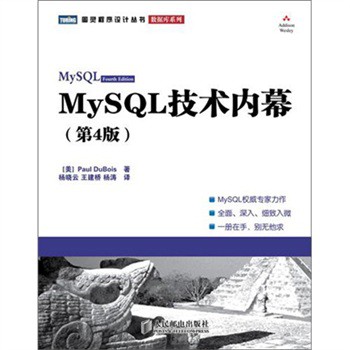 TURING
图灵程序设计丛书
数据库系列
Addison
Wesley
MySQL Fourth Edition
MySQL技术内幕
(第4版)
[美] Paul DuBois 著
杨晓云 王建桥 杨涛 译
MySQL权威专家力作
全面、深入、细致入微
一册在手,别无他求
人民邮电出版社